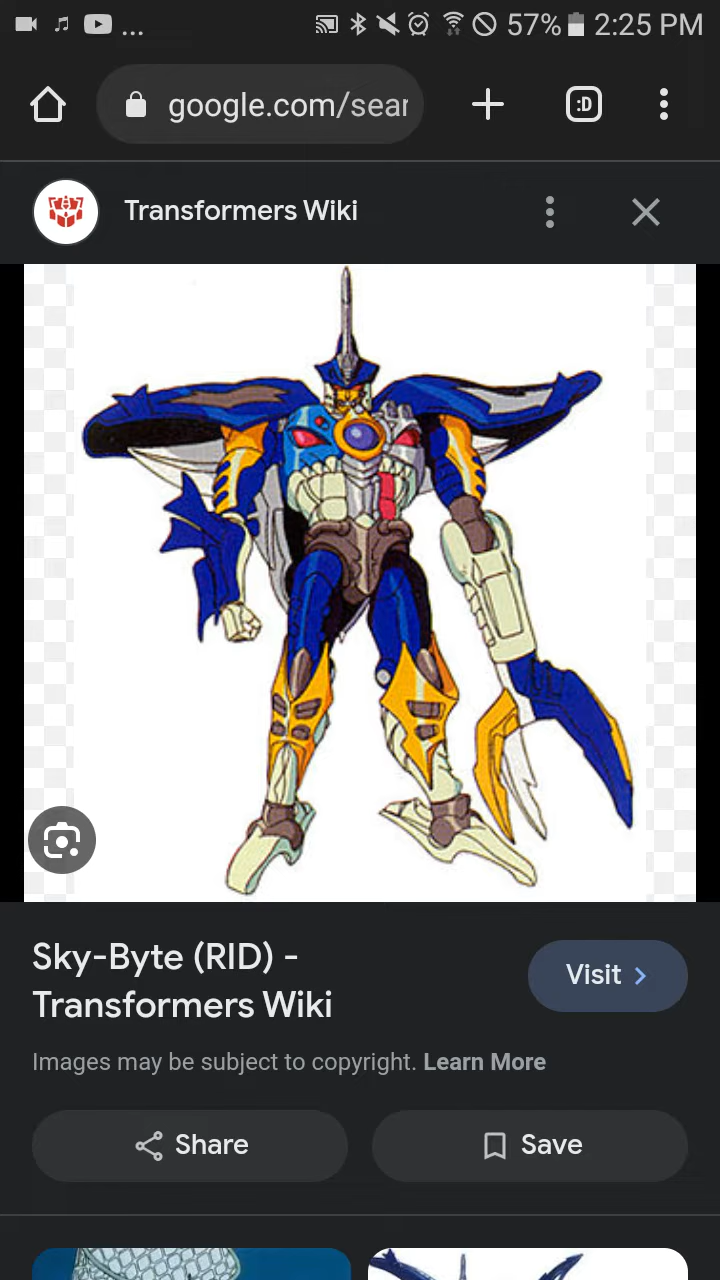 ... 57% 2:25 PM
google.com/sear
:D
Transformers Wiki
Sky-Byte (RID) -
Transformers Wiki
Visit
Images may be subject to copyright. Learn More
Share
Save